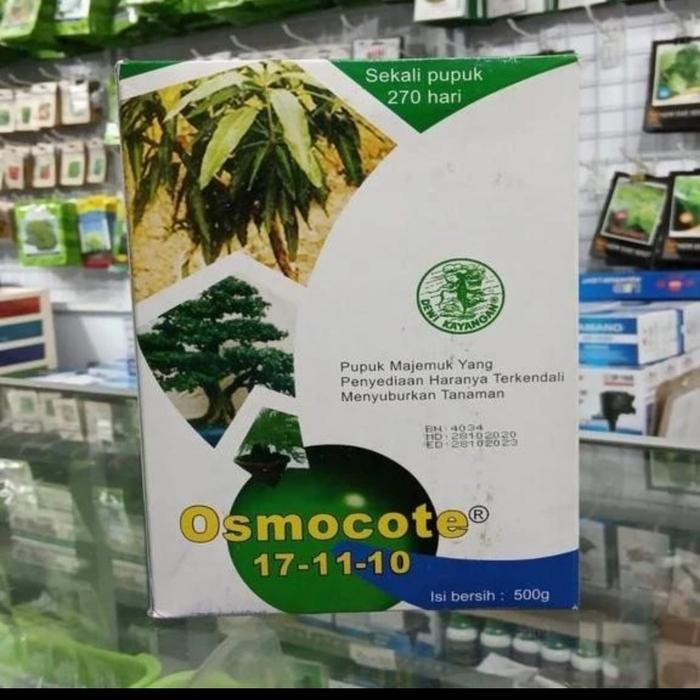 Sekali pupuk
270 hari
DEWI KAYANGAN®
Pupuk Majemuk Yang
Penyediaan Haranya Terkendali
Menyuburkan Tanaman
BN: 4034
MD: 28102020
ED: 28102023
Osmocote®
17-11-10
Isi bersih : 500g